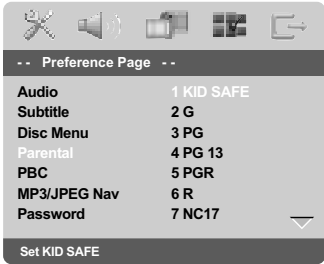 - - Preference Page - -
Audio 1 KID SAFE
Subtitle 2 G
Disc Menu 3 PG
Parental 4 PG 13
PBC 5 PGR
MP3/JPEG Nav 6 R
Password 7 NC17
Set KID SAFE